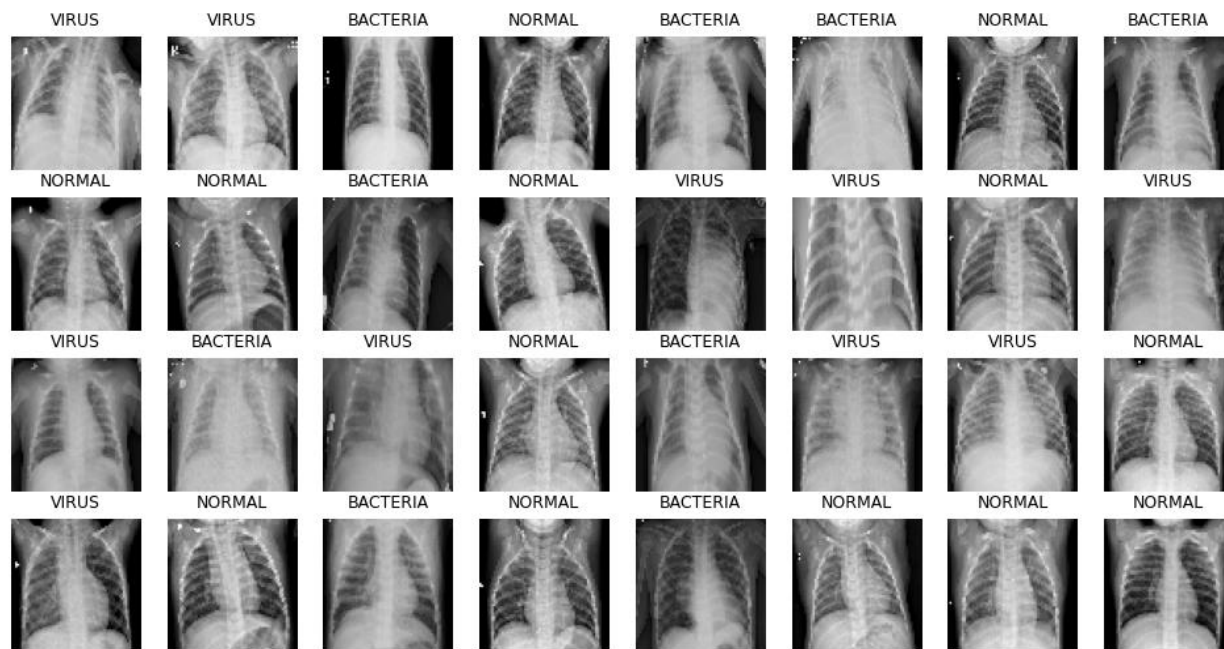 VIRUS VIRUS BACTERIA NORMAL BACTERIA BACTERIA NORMAL BACTERIA
NORMAL NORMAL BACTERIA NORMAL VIRUS VIRUS NORMAL VIRUS
VIRUS BACTERIA VIRUS NORMAL BACTERIA VIRUS VIRUS NORMAL
VIRUS NORMAL BACTERIA NORMAL BACTERIA NORMAL NORMAL NORMAL